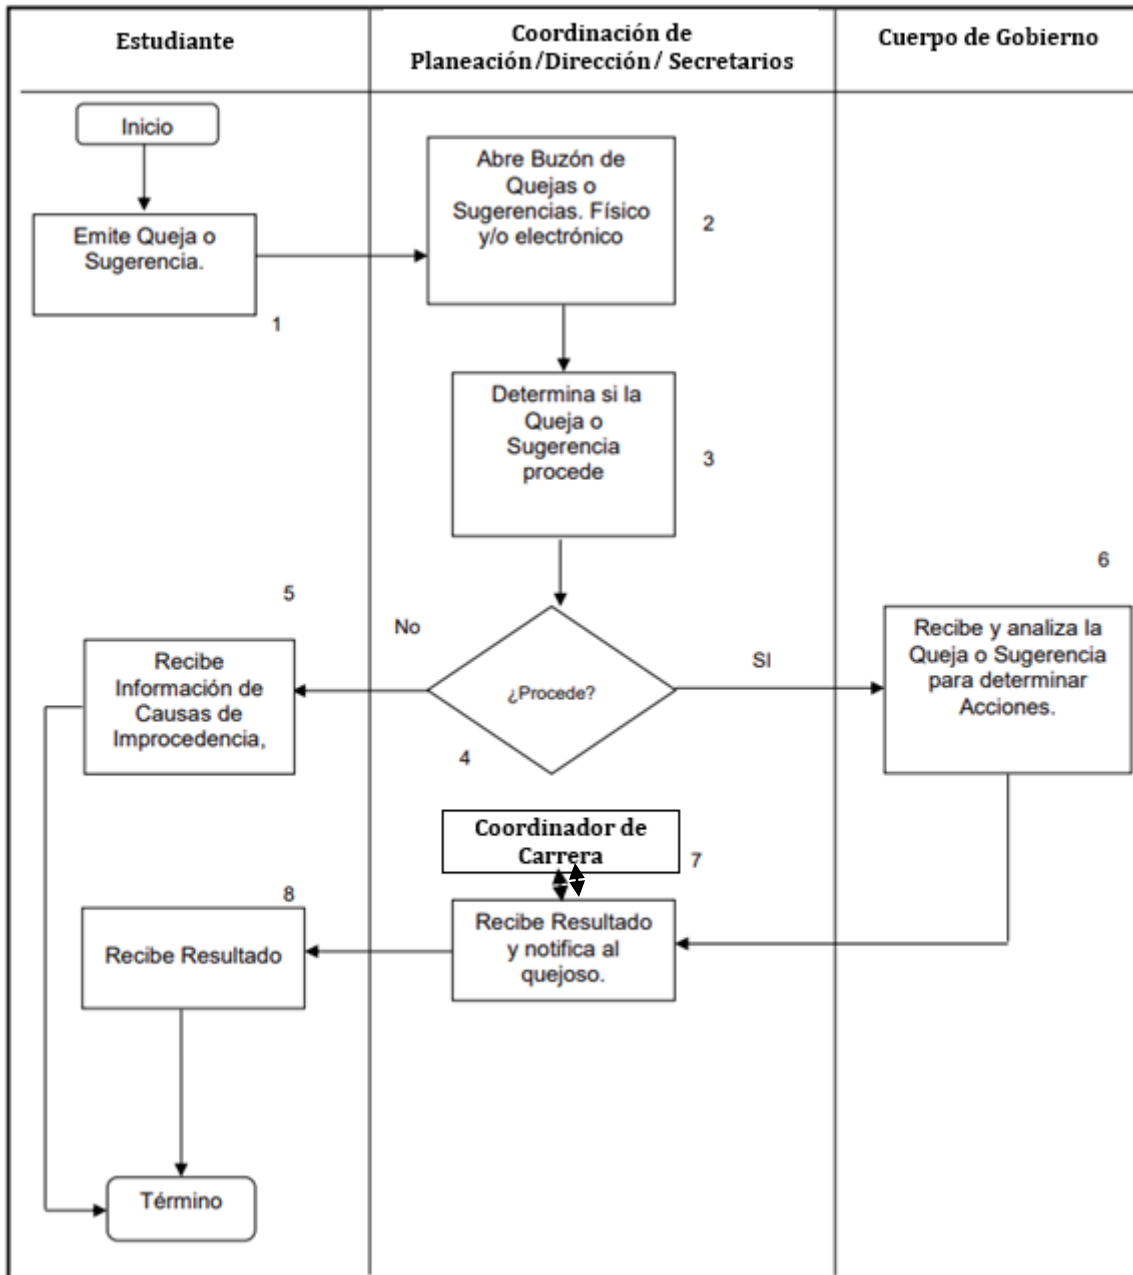 Estudiante
Coordinación de
Planeación/Dirección/ Secretarios
Cuerpo de Gobierno
Inicio
Emite Queja o
Sugerencia.
1
Abre Buzón de
Quejas o
Sugerencias. Físico
y/o electrónico
2
Determina si la
Queja o
Sugerencia
procede
3
¿Procede?
4
No
SI
5
Recibe
Información de
Causas de
Improcedencia,
6
Recibe y analiza la
Queja o Sugerencia
para determinar
Acciones.
Coordinador de
Carrera
7
Recibe Resultado
y notifica al
quejoso.
8
Recibe Resultado
Término